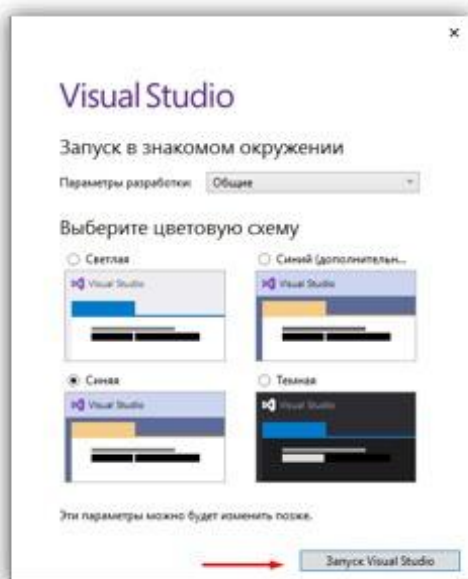 Visual Studio
Запуск в знакомом окружении
Параметры разработки: Общие
Выберите цветовую схему
Светлая Синий (дополнительн...
Visual Studio Visual Studio
Синяя Темная
Visual Studio Visual Studio
Эти параметры можно будет изменить позже.
Запуск Visual Studio